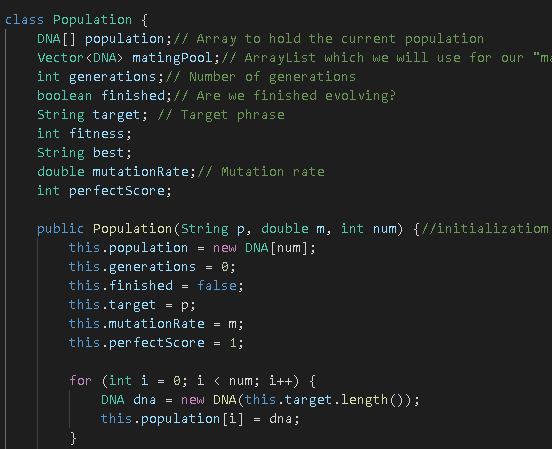 class Population {
DNA[] population;// Array to hold the current population
Vector<DNA> matingPool;// ArrayList which we will use for our "ma
int generations;// Number of generations
boolean finished;// Are we finished evolving?
String target; // Target phrase
int fitness;
String best;
double mutationRate;// Mutation rate
int perfectScore;
public Population(String p, double m, int num) {//initializatiom
this.population = new DNA[num];
this.generations = 0;
this.finished = false;
this.target = p;
this.mutationRate = m;
this.perfectScore = 1;
for (int i = 0; i < num; i++) {
DNA dna = new DNA(this.target.length());
this.population[i] = dna;
}